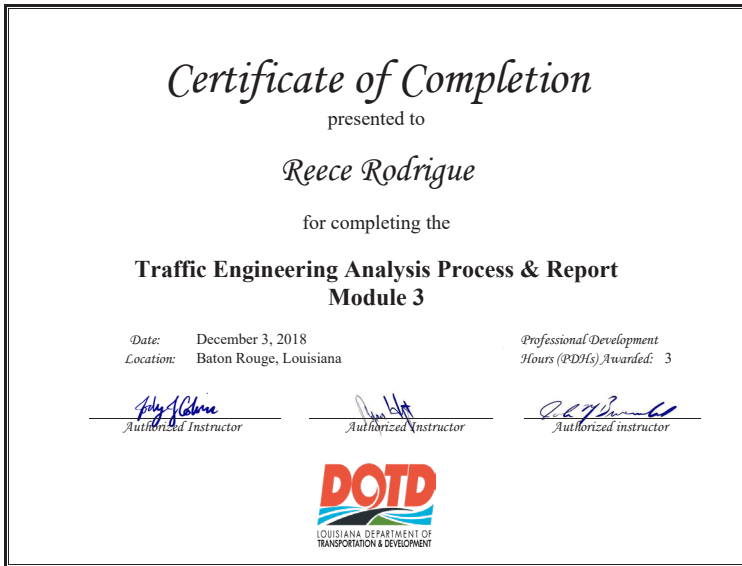 Certificate of Completion
presented to
Reece Rodrigue
for completing the
Traffic Engineering Analysis Process & Report
Module 3
Date: December 3, 2018
Location: Baton Rouge, Louisiana
Professional Development
Hours (PDHs) Awarded: 3
Authorized Instructor
Authorized Instructor
Authorized instructor
DOTD
LOUISIANA DEPARTMENT OF
TRANSPORTATION & DEVELOPMENT